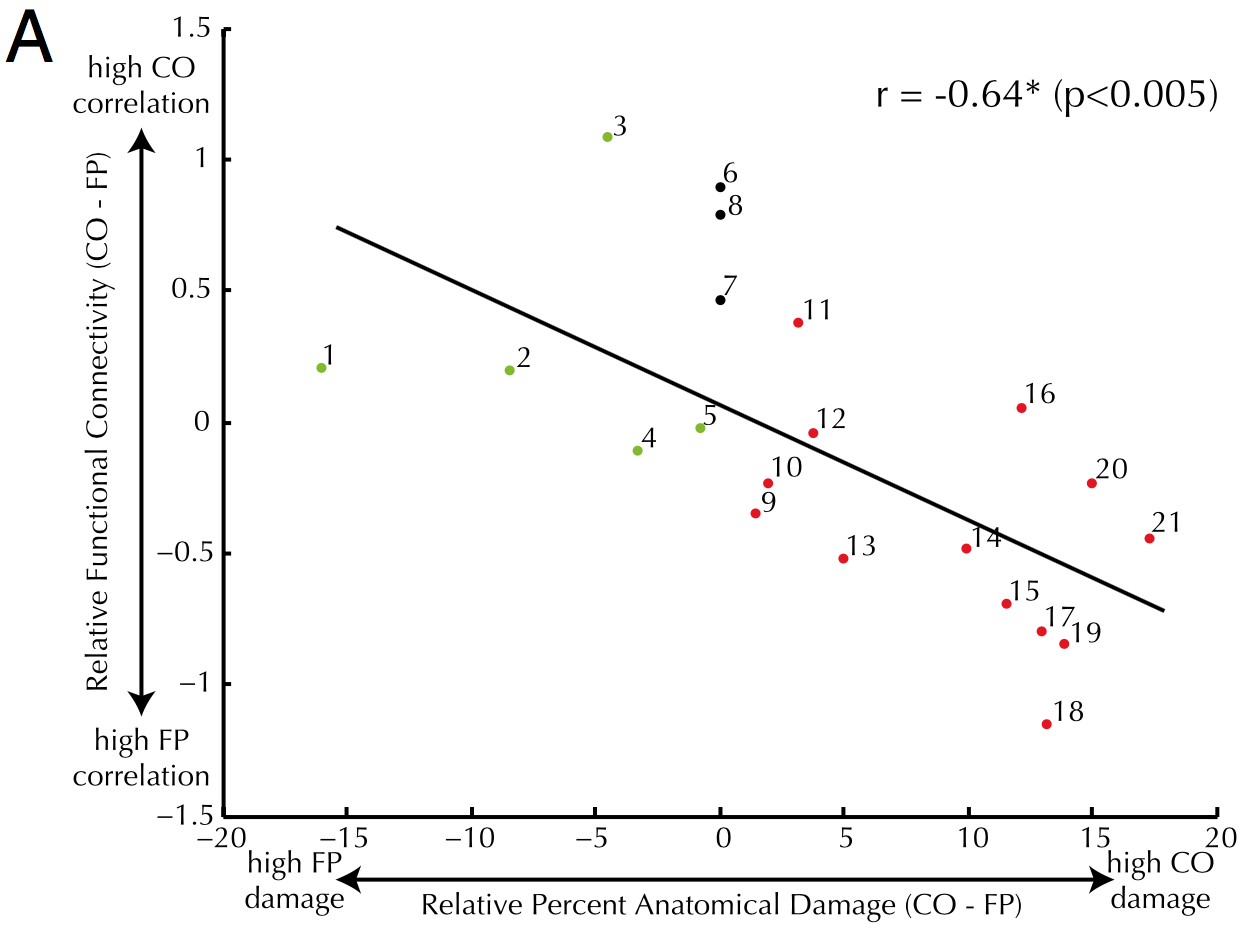 A
1.5
high CO
correlation
r = -0.64* (p<0.005)
3
1
6
8
0.5
7
11
1
2
16
0
5
12
4
10
20
9
21
−0.5
13
14
15
17
19
−1
18
high FP
correlation
−1.5
−20 −15 −10 −5 0 5 10 15 20
Relative Functional Connectivity (CO - FP)
high FP
damage
high CO
damage
Relative Percent Anatomical Damage (CO - FP)